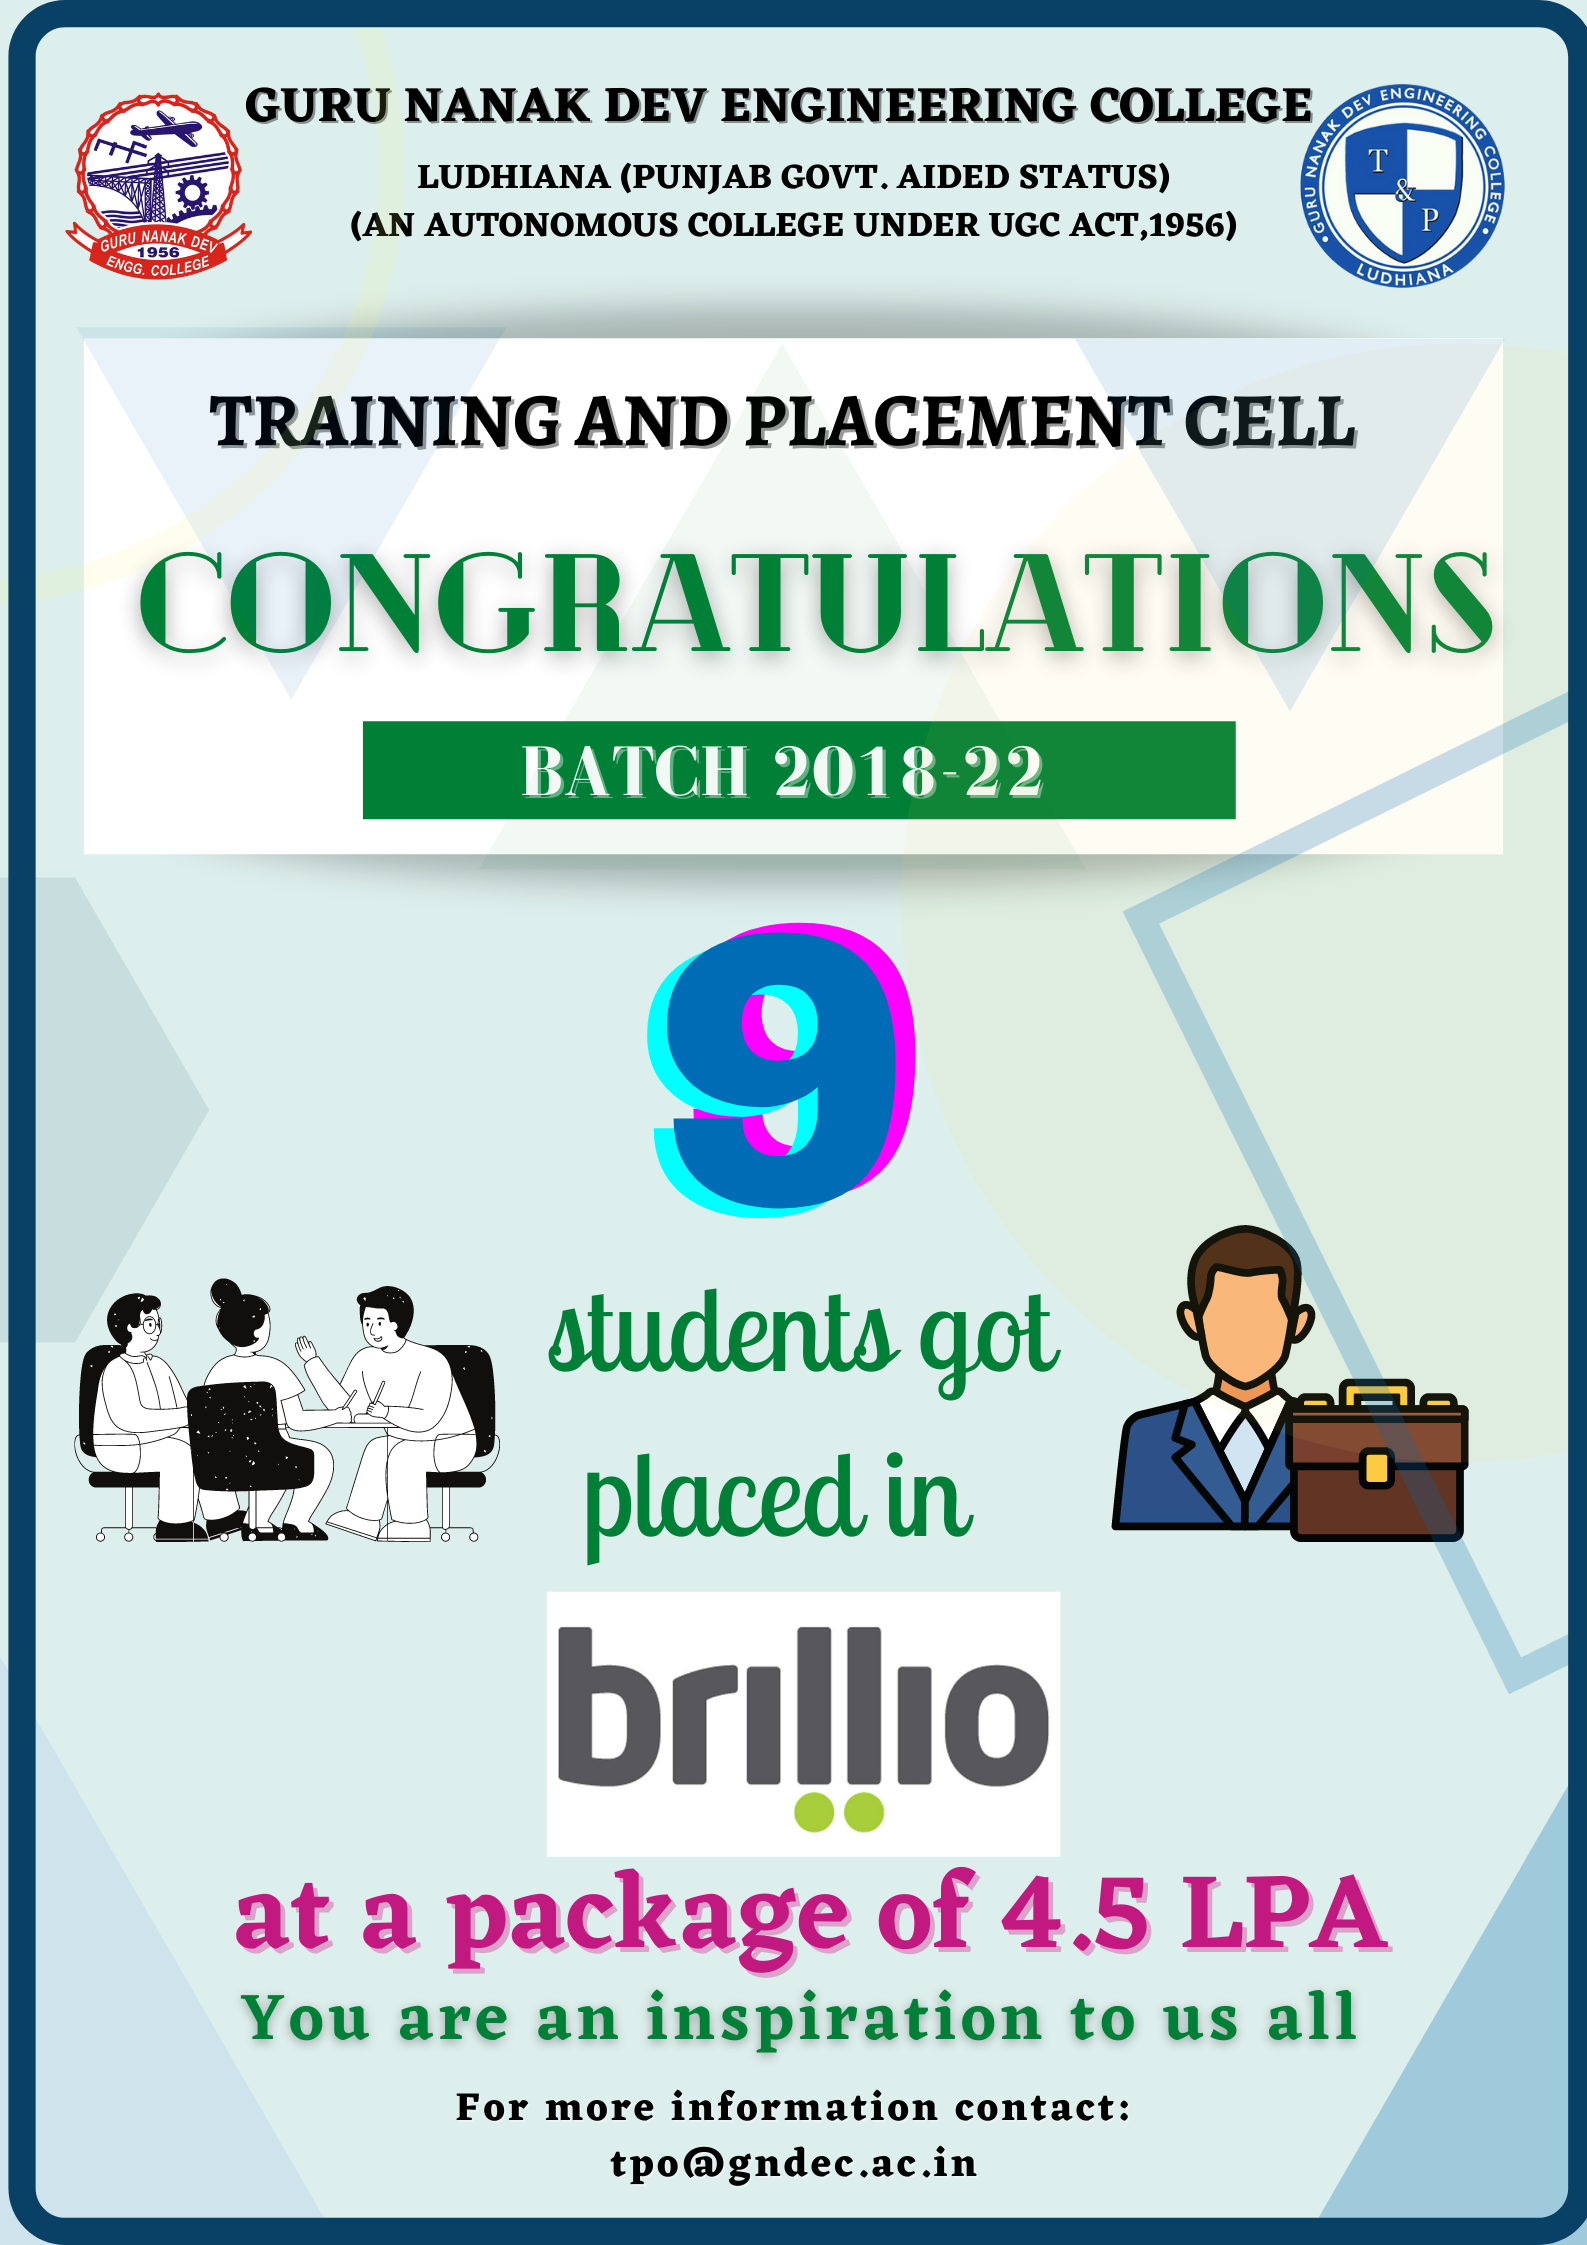 GURU NANAK DEV ENGINEERING COLLEGE
LUDHIANA (PUNJAB GOVT. AIDED STATUS)
(AN AUTONOMOUS COLLEGE UNDER UGC ACT,1956)
GURU NANAK DEV
1956
ENGG. COLLEGE
GURU NANAK DEV ENGINEERING COLLEGE
T
&
P
LUDHIANA
TRAINING AND PLACEMENT CELL
CONGRATULATIONS
BATCH 2018-22
9
students got
placed in
brillio
at a package of 4.5 LPA
You are an inspiration to us all
For more information contact:
tpo@gndec.ac.in